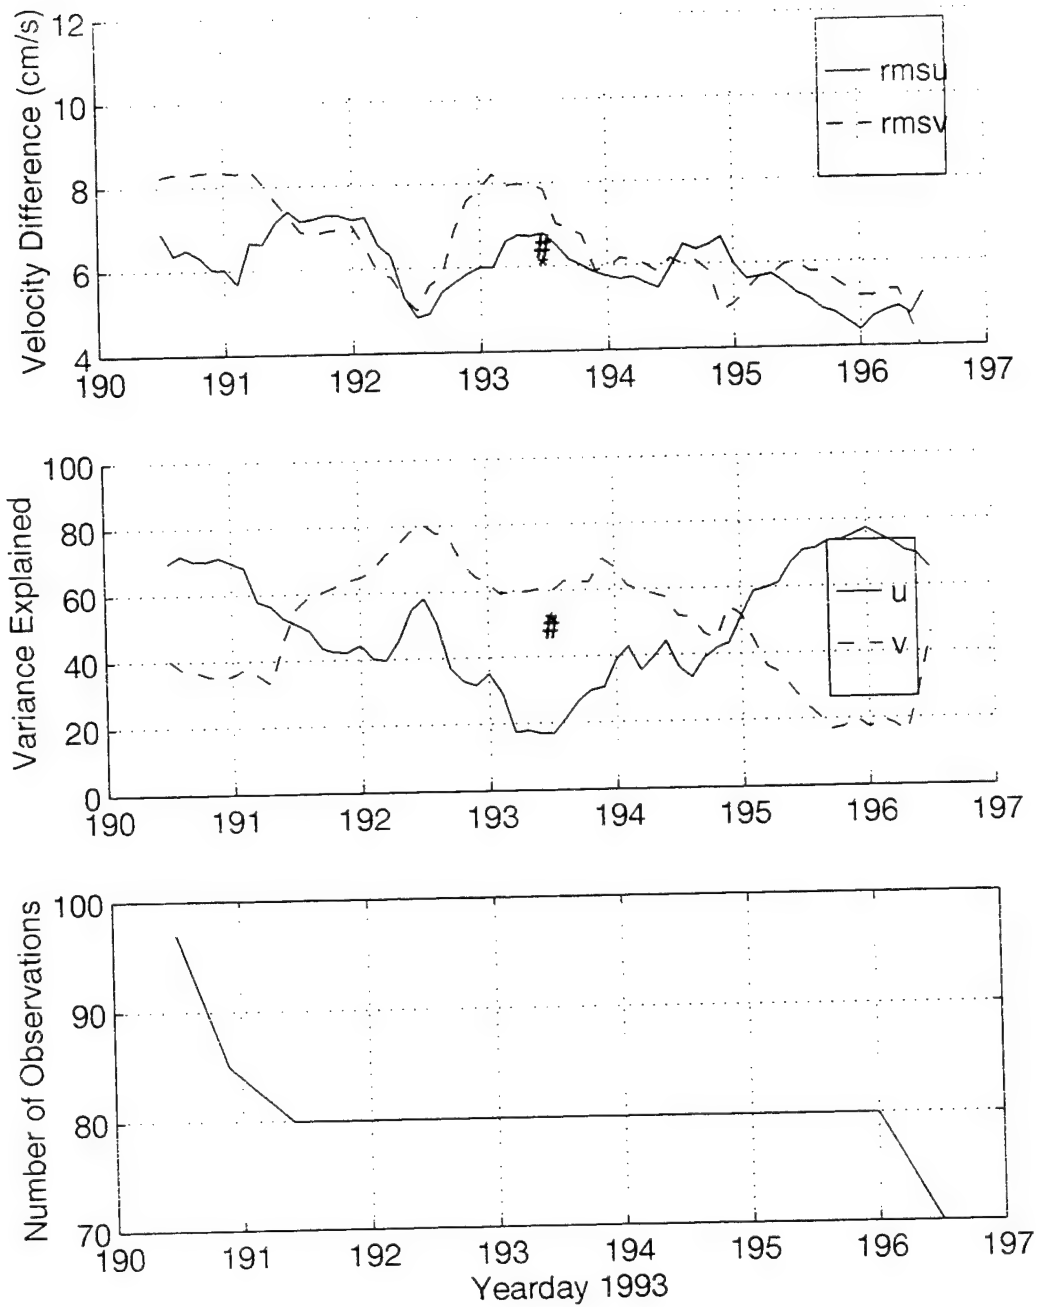 Velocity Difference (cm/s)
12
10
8
6
4
190 191 192 193 194 195 196 197
rmsu
rmsv
#
Variance Explained
100
80
60
40
20
0
190 191 192 193 194 195 196 197
u
v
#
Number of Observations
100
90
80
70
190 191 192 193 194 195 196 197
Yearday 1993